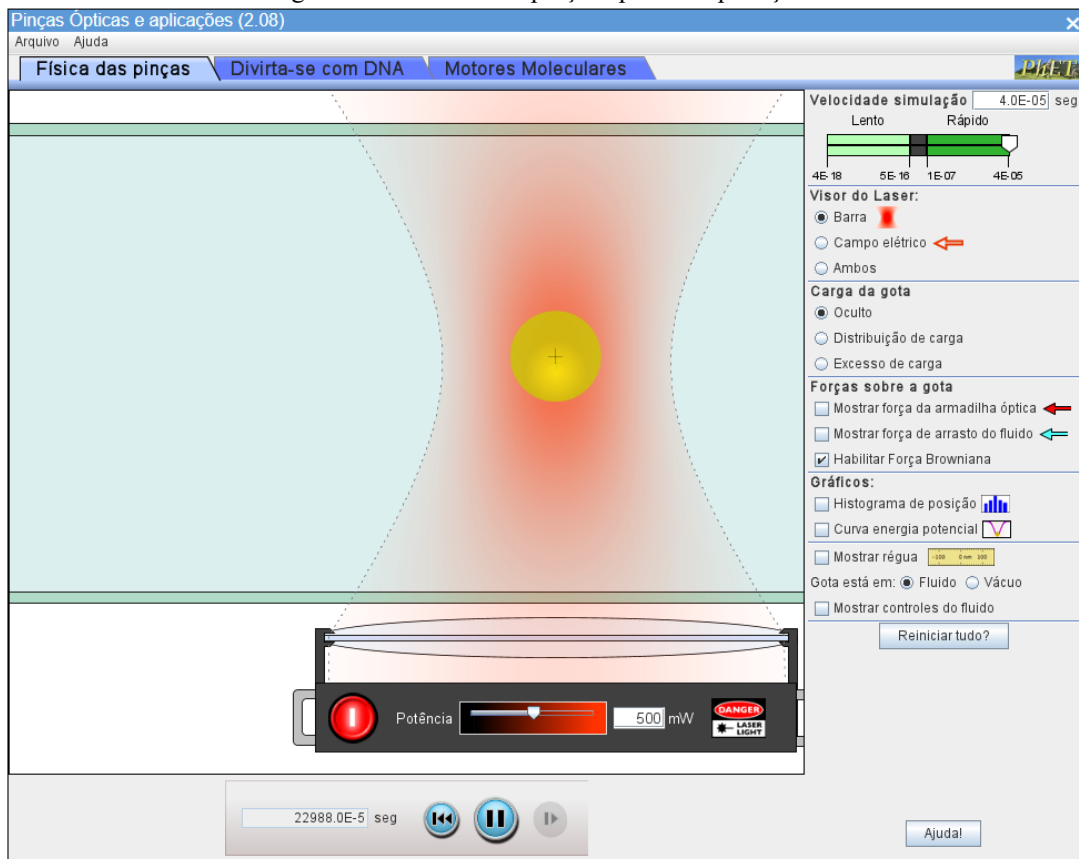 Pinças Ópticas e aplicações (2.08)
Arquivo Ajuda
Física das pinças Divirta-se com DNA Motores Moleculares
PhET
Velocidade simulação 4.0E-05 seg
Lento Rápido
4E-18 5E-16 1E-07 4E-05
Visor do Laser:
Barra
Campo elétrico
Ambos
Carga da gota
Oculto
Distribuição de carga
Excesso de carga
Forças sobre a gota
Mostrar força da armadilha óptica
Mostrar força de arrasto do fluido
Habilitar Força Browniana
Gráficos:
Histograma de posição
Curva energia potencial
Mostrar régua -100 0 nm 100
Gota está em: Fluido Vácuo
Mostrar controles do fluido
Reiniciar tudo?
Potência 500 mW
DANGER
LASER
LIGHT
22988.0E-5 seg
Ajuda!